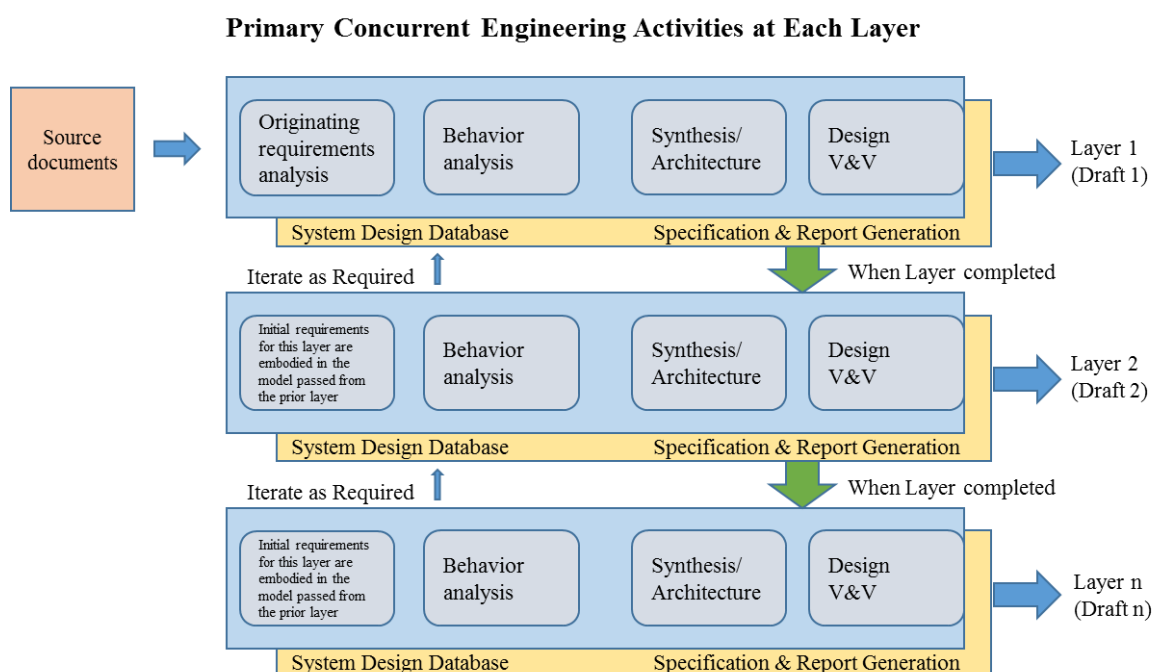 Primary Concurrent Engineering Activities at Each Layer
Source
documents
Originating
requirements
analysis
Behavior
analysis
Synthesis/
Architecture
Design
V&V
Layer 1
(Draft 1)
System Design Database
Specification & Report Generation
Iterate as Required
When Layer completed
Initial requirements
for this layer are
embodied in the
model passed from
the prior layer
Behavior
analysis
Synthesis/
Architecture
Design
V&V
Layer 2
(Draft 2)
System Design Database
Specification & Report Generation
Iterate as Required
When Layer completed
Initial requirements
for this layer are
embodied in the
model passed from
the prior layer
Behavior
analysis
Synthesis/
Architecture
Design
V&V
Layer n
(Draft n)
System Design Database
Specification & Report Generation